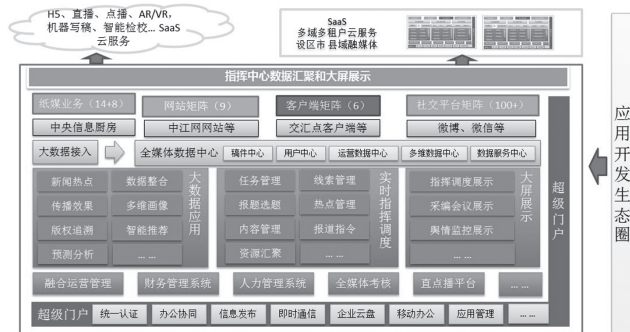 H5、直播、点播、AR/VR，
机器写稿、智能检校... SaaS
云服务
SaaS
多域多租户云服务
设区市 县域融媒体
指挥中心数据汇聚和大屏展示
纸媒业务（14+8） 网站矩阵（9） 客户端矩阵（6） 社交平台矩阵（100+）
中央信息厨房 中江网网站等 交汇点客户端等 微博、微信等
大数据接入 全媒体数据中心 稿件中心 用户中心 运营数据中心 多维数据中心 数据服务中心
新闻热点 数据整合
传播效果 多维画像
版权追溯 智能推荐
预测分析 ... ...
大数据应用
任务管理 线索管理
报题选题 热点管理
内容管理 报道指令
资源汇聚 ... ...
实时指挥调度
指挥调度展示
采编会议展示
舆情监控展示
... ...
大屏展示
超级门户
融合运营管理 财务管理系统 人力管理系统 全媒体考核 直点播平台 ... ...
超级门户 统一认证 办公协同 信息发布 即时通信 企业云盘 移动办公 应用管理 ... ...
应用开发生态圈